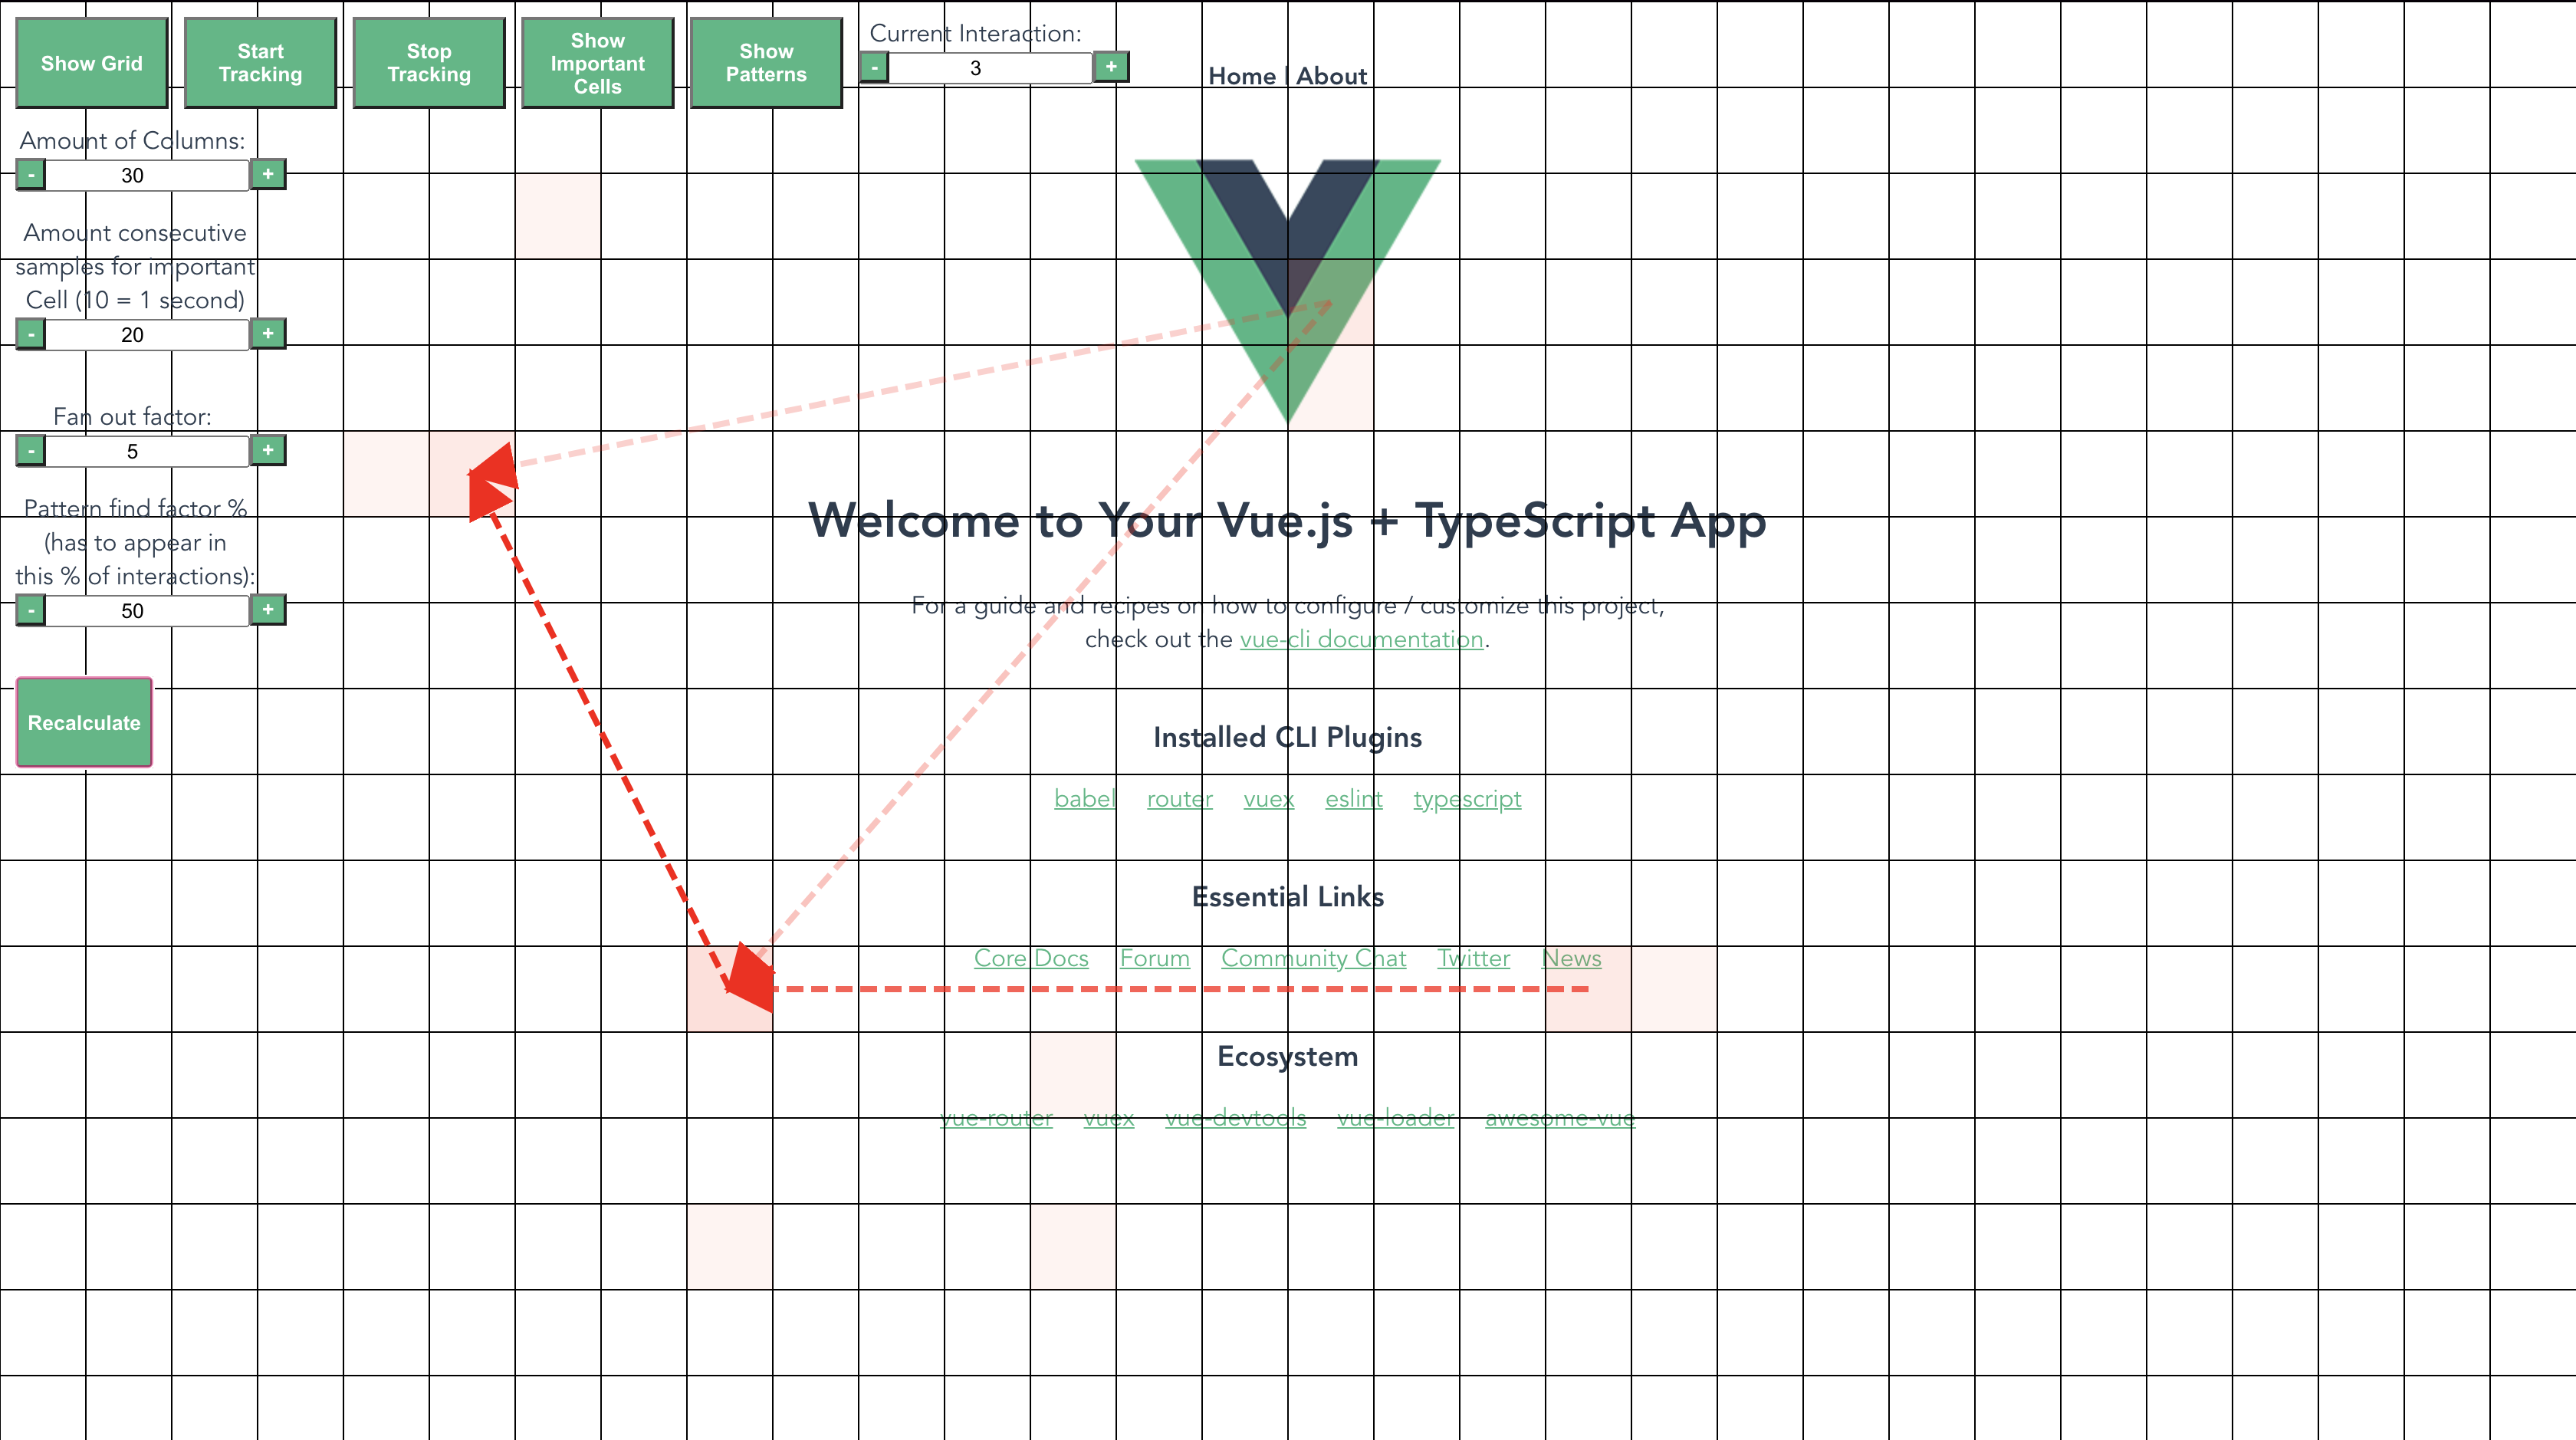 Show Grid
Start
Tracking
Stop
Tracking
Show
Important
Cells
Show
Patterns
Current Interaction:
- 3 +
Home | About
Amount of Columns:
- 30 +
Amount consecutive
samples for important
Cell (10 = 1 second)
- 20 +
Fan out factor:
- 5 +
Pattern find factor %
(has to appear in
this % of interactions):
- 50 +
Recalculate
Welcome to Your Vue.js + TypeScript App
For a guide and recipes on how to configure / customize this project,
check out the vue-cli documentation.
Installed CLI Plugins
babel router vuex eslint typescript
Essential Links
Core Docs Forum Community Chat Twitter News
Ecosystem
vue-router vuex vue-devtools vue-loader awesome-vue